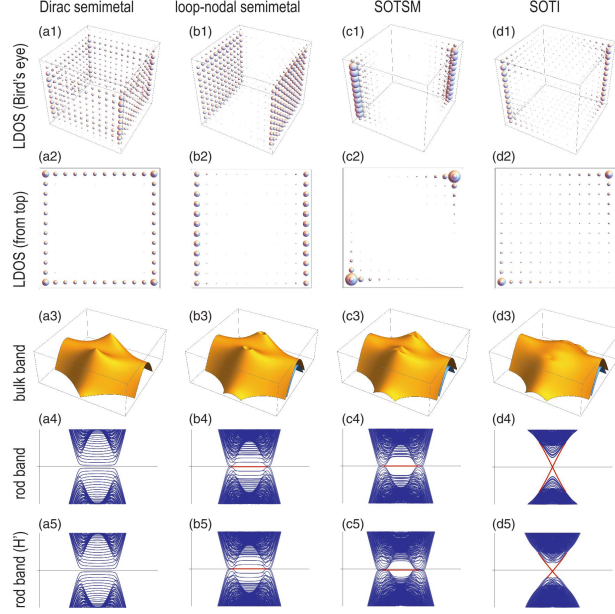 Dirac semimetal loop-nodal semimetal SOTSM SOTI
LDOS (Bird's eye)
(a1) (b1) (c1) (d1)
LDOS (from top)
(a2) (b2) (c2) (d2)
bulk band
(a3) (b3) (c3) (d3)
rod band
(a4) (b4) (c4) (d4)
rod band (H')
(a5) (b5) (c5) (d5)